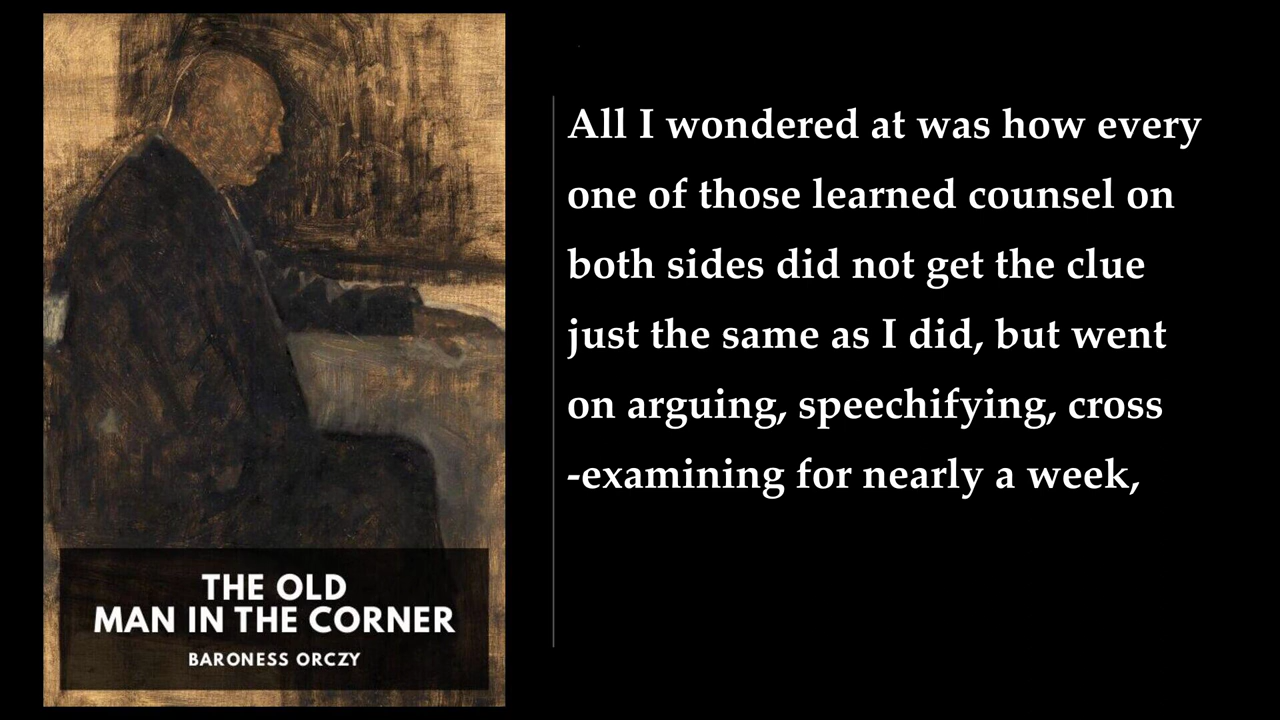 All I wondered at was how every
one of those learned counsel on
both sides did not get the clue
just the same as I did, but went
on arguing, speechifying, cross
-examining for nearly a week,
THE OLD
MAN IN THE CORNER
BARONESS ORCZY